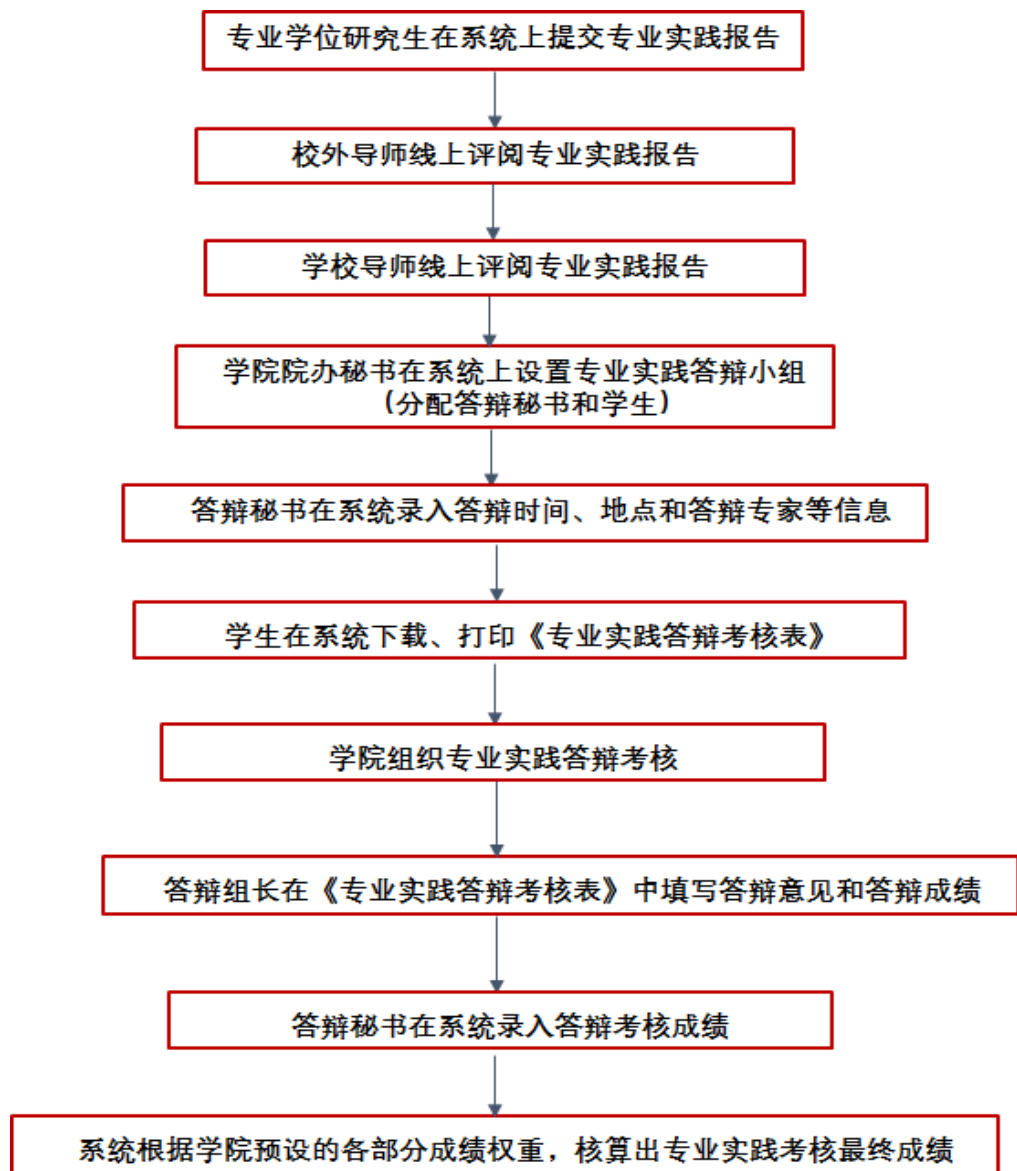 专业学位研究生在系统上提交专业实践报告
校外导师线上评阅专业实践报告
学校导师线上评阅专业实践报告
学院院办秘书在系统上设置专业实践答辩小组
（分配答辩秘书和学生）
答辩秘书在系统录入答辩时间、地点和答辩专家等信息
学生在系统下载、打印《专业实践答辩考核表》
学院组织专业实践答辩考核
答辩组长在《专业实践答辩考核表》中填写答辩意见和答辩成绩
答辩秘书在系统录入答辩考核成绩
系统根据学院预设的各部分成绩权重，核算出专业实践考核最终成绩